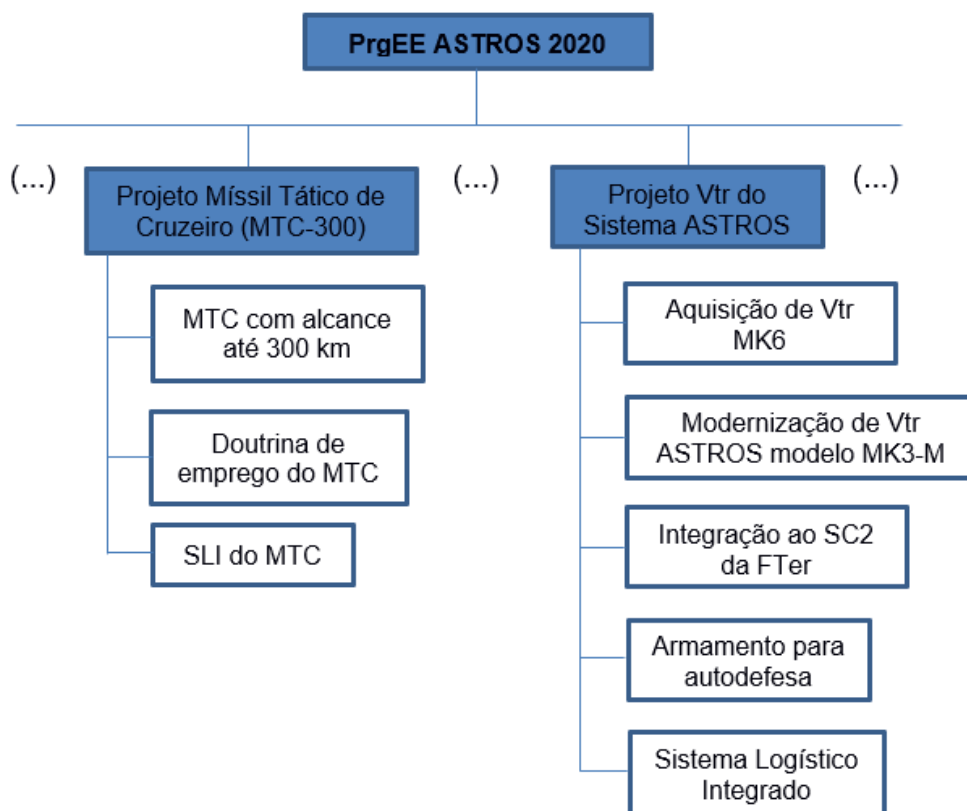 PrgEE ASTROS 2020
(...)
Projeto Míssil Tático de
Cruzeiro (MTC-300)
(...)
Projeto Vtr do
Sistema ASTROS
(...)
MTC com alcance
até 300 km
Doutrina de
emprego do MTC
SLI do MTC
Aquisição de Vtr
MK6
Modernização de Vtr
ASTROS modelo MK3-M
Integração ao SC2
da FTer
Armamento para
autodefesa
Sistema Logístico
Integrado